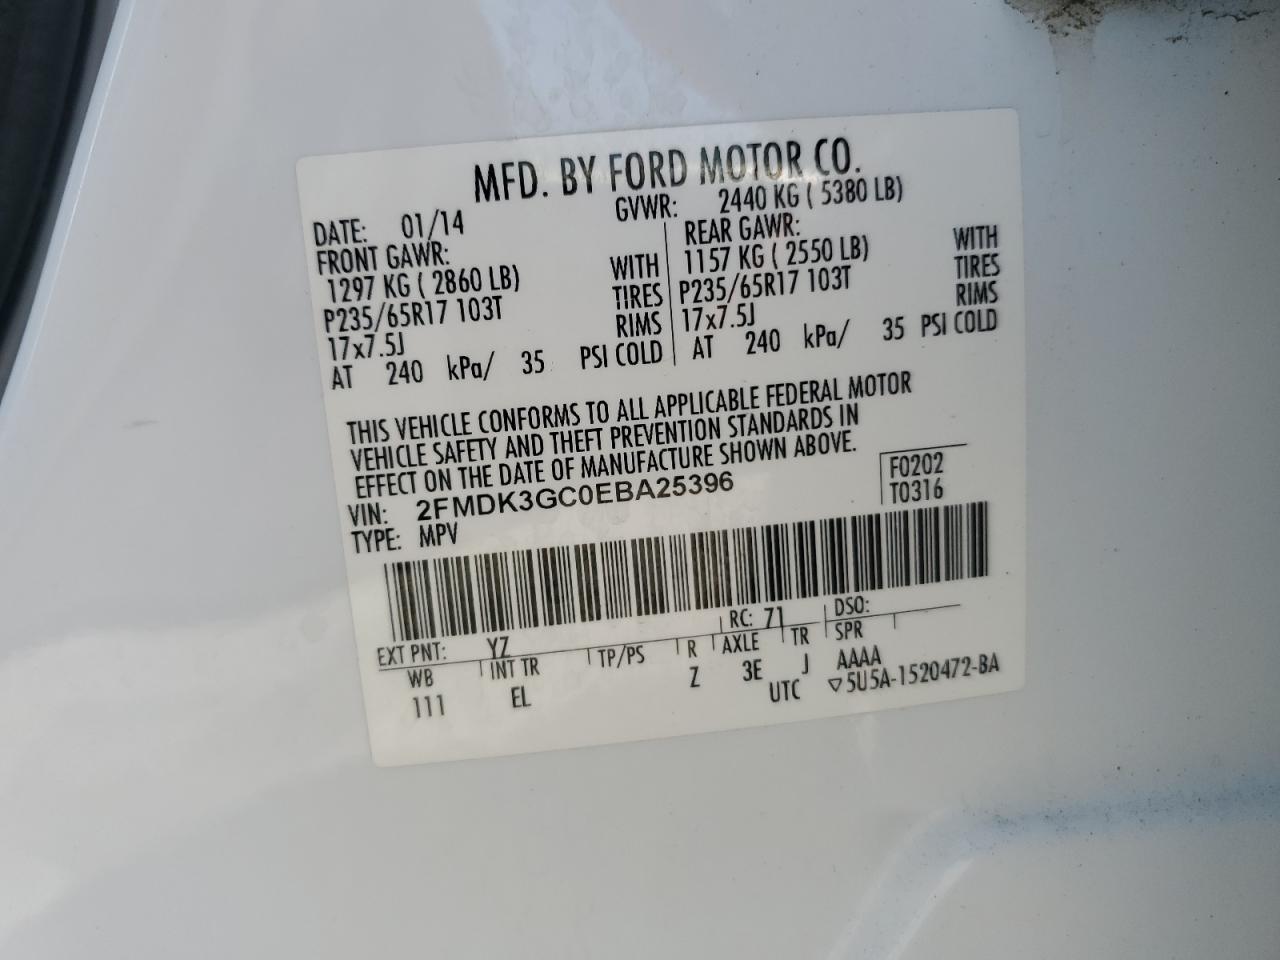 MFD. BY FORD MOTOR CO.
DATE: 01/14 GVWR: 2440 KG ( 5380 LB)
FRONT GAWR: REAR GAWR:
1297 KG ( 2860 LB) WITH 1157 KG ( 2550 LB) WITH
P235/65R17 103T TIRES P235/65R17 103T TIRES
17x7.5J RIMS 17x7.5J RIMS
AT 240 kPa/ 35 PSI COLD AT 240 kPa/ 35 PSI COLD
THIS VEHICLE CONFORMS TO ALL APPLICABLE FEDERAL MOTOR
VEHICLE SAFETY AND THEFT PREVENTION STANDARDS IN
EFFECT ON THE DATE OF MANUFACTURE SHOWN ABOVE.
VIN: 2FMDK3GC0EBA25396 F0202
TYPE: MPV T0316
EXT PNT: YZ RC: 71 DSO:
WB INT TR TP/PS R AXLE TR SPR
111 EL Z 3E J AAAA
UTC ▽5U5A-1520472-BA